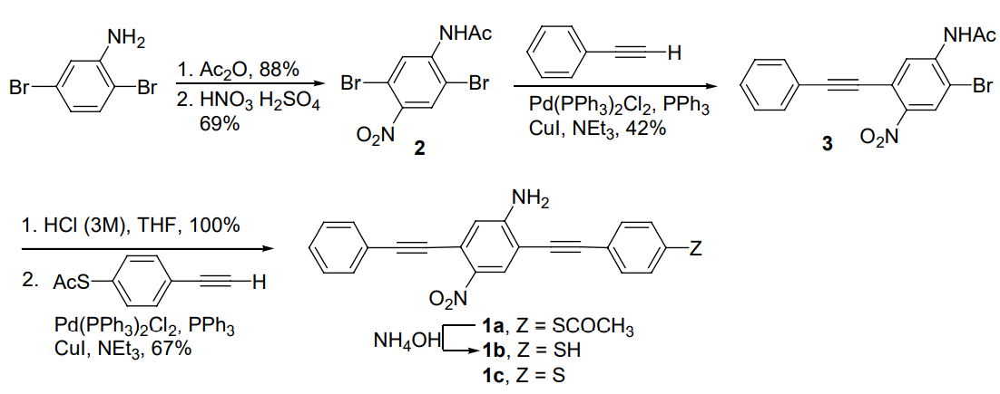 NH2
Br
Br
1. Ac2O, 88%
2. HNO3 H2SO4
69%
NHAc
Br
Br
O2N
2
H
Pd(PPh3)2Cl2, PPh3
CuI, NEt3, 42%
NHAc
Br
O2N
3
1. HCl (3M), THF, 100%
2. AcS
H
Pd(PPh3)2Cl2, PPh3
CuI, NEt3, 67%
NH2
Z
O2N
NH4OH
1a, Z = SCOCH3
1b, Z = SH
1c, Z = S